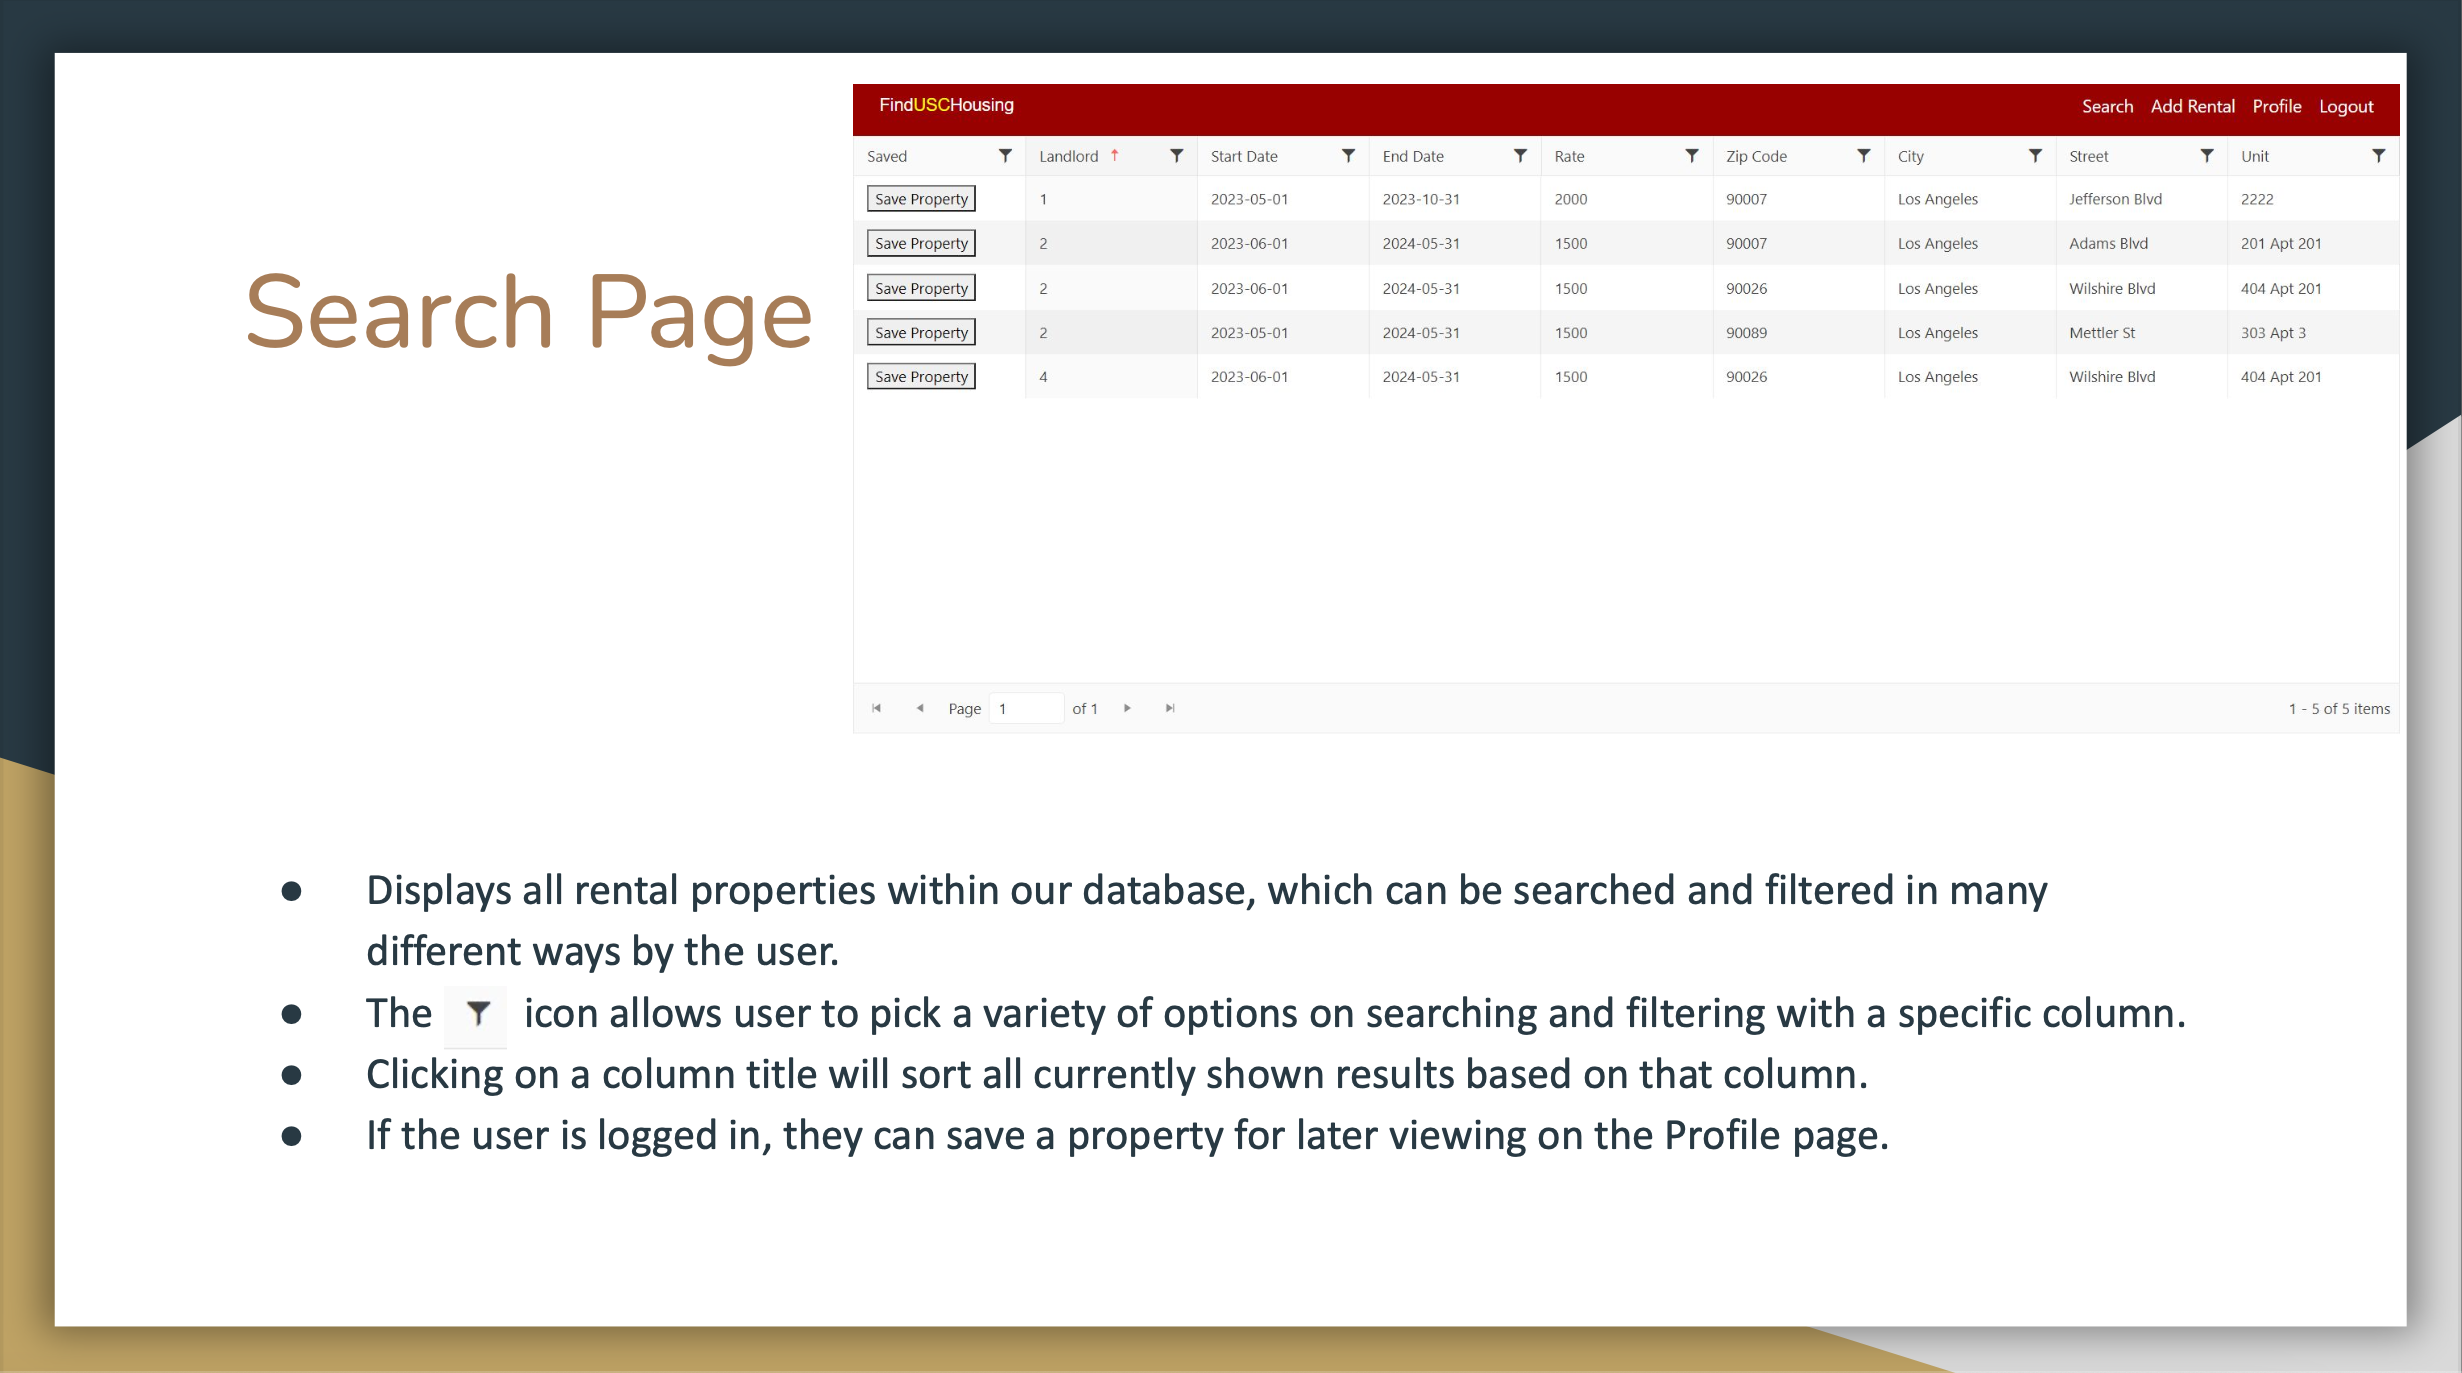 Search Page
FindUSCHousing Search Add Rental Profile Logout
Saved Landlord ↑ Start Date End Date Rate Zip Code City Street Unit
Save Property 1 2023-05-01 2023-10-31 2000 90007 Los Angeles Jefferson Blvd 2222
Save Property 2 2023-06-01 2024-05-31 1500 90007 Los Angeles Adams Blvd 201 Apt 201
Save Property 2 2023-06-01 2024-05-31 1500 90026 Los Angeles Wilshire Blvd 404 Apt 201
Save Property 2 2023-05-01 2024-05-31 1500 90089 Los Angeles Mettler St 303 Apt 3
Save Property 4 2023-06-01 2024-05-31 1500 90026 Los Angeles Wilshire Blvd 404 Apt 201
Page 1 of 1 1 - 5 of 5 items
● Displays all rental properties within our database, which can be searched and filtered in many
different ways by the user.
● The icon allows user to pick a variety of options on searching and filtering with a specific column.
● Clicking on a column title will sort all currently shown results based on that column.
● If the user is logged in, they can save a property for later viewing on the Profile page.